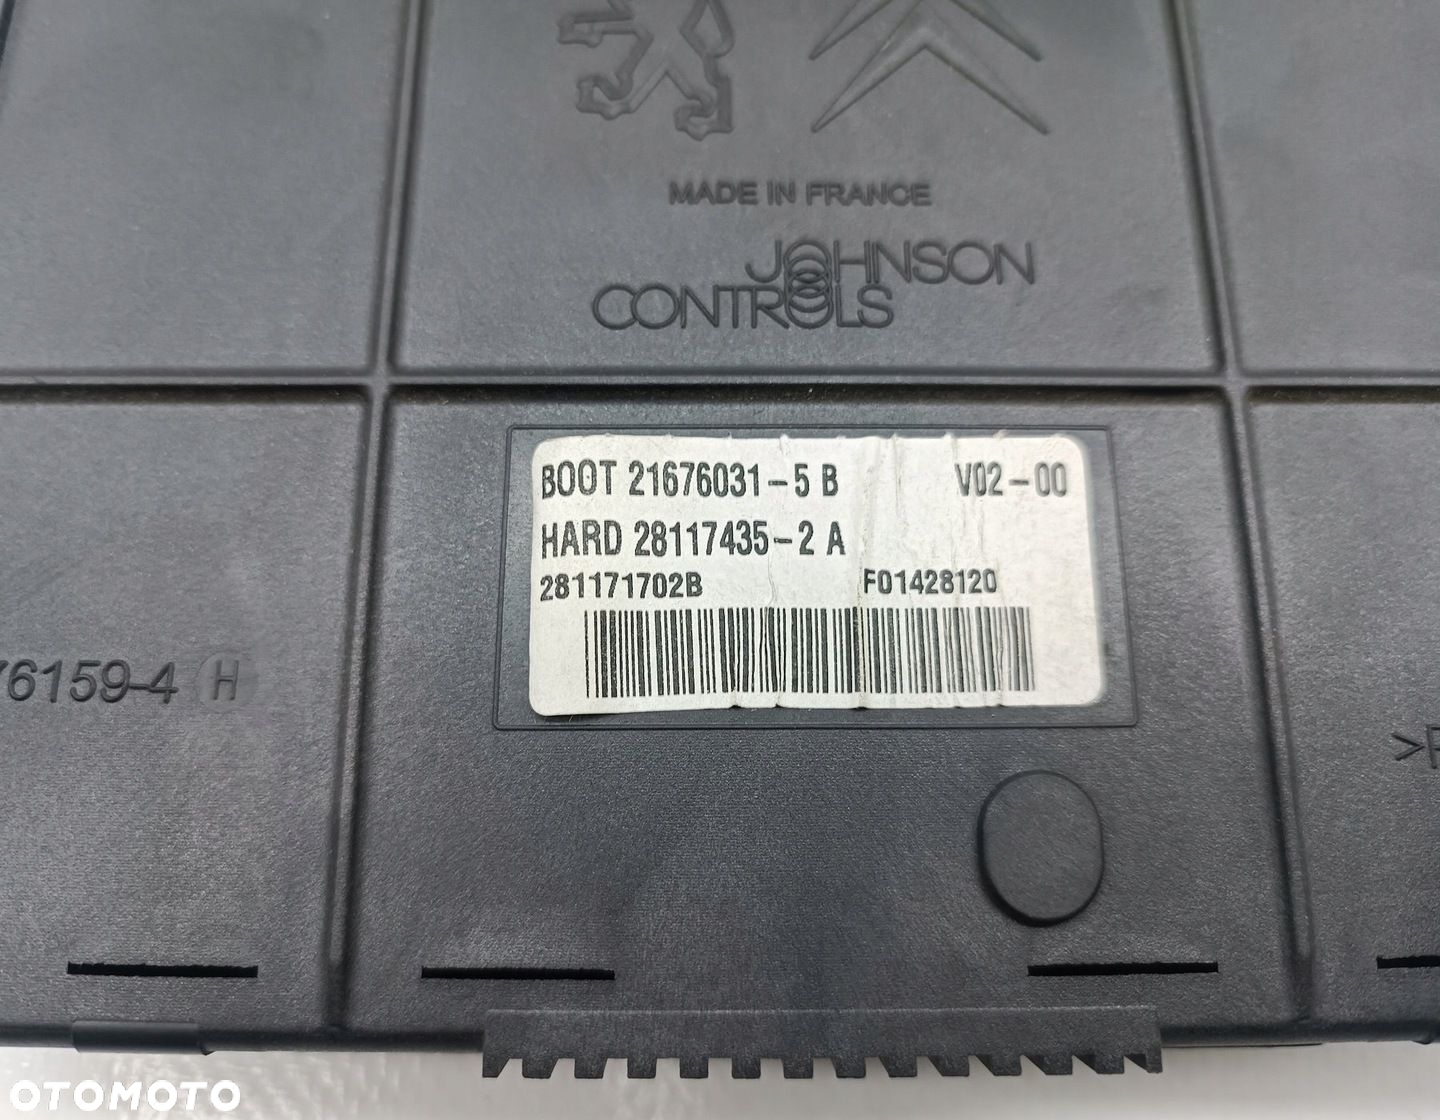 MADE IN FRANCE
JOHNSON
CONTROLS
BOOT 21676031-5 B V02-00
HARD 28117435-2 A
281171702B F01428120
76159-4 H
OTOMOTO